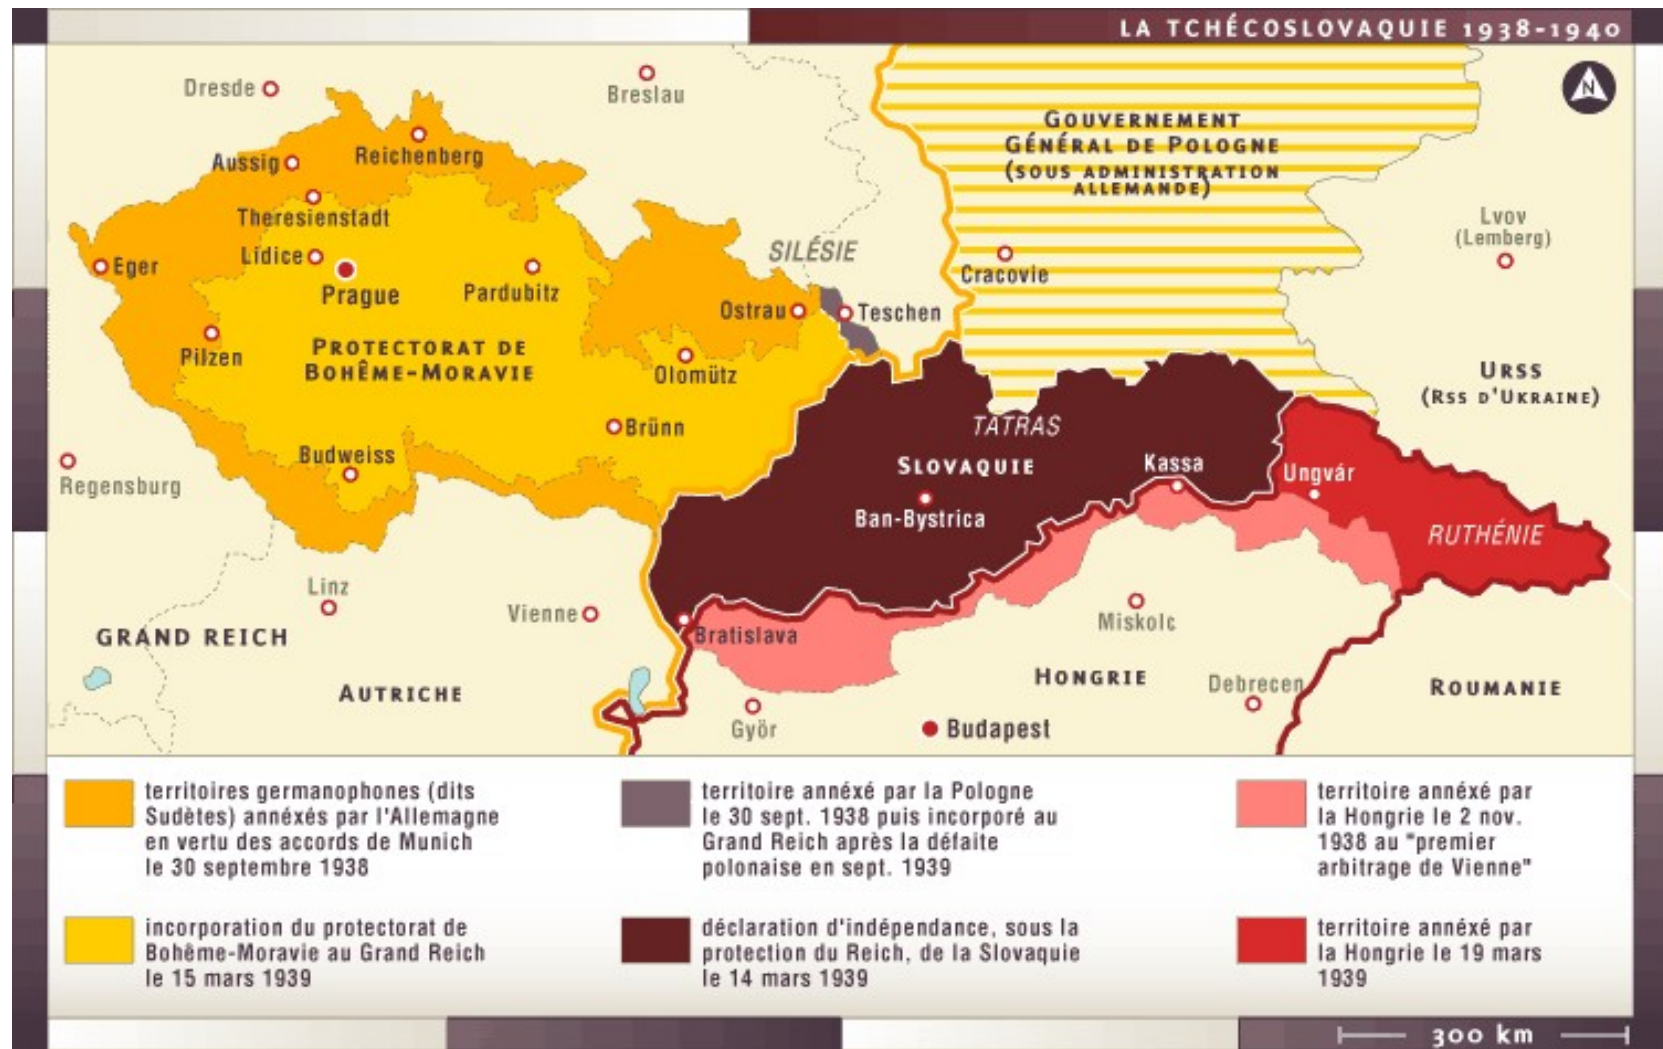 LA TCHÉCOSLOVAQUIE 1938-1940
N
Dresde
Breslau
GOUVERNEMENT
GÉNÉRAL DE POLOGNE
(SOUS ADMINISTRATION
ALLEMANDE)
Aussig
Reichenberg
Theresienstadt
Lvov
(Lemberg)
SILÉSIE
Lidice
Eger
Cracovie
Prague
Pardubitz
Ostrau
Teschen
Pilzen
PROTECTORAT DE
BOHÊME-MORAVIE
Olomütz
URSS
(RSS D'UKRAINE)
Brünn
TATRAS
Budweiss
SLOVAQUIE
Kassa
Ungvár
Regensburg
Ban-Bystrica
RUTHÉNIE
Linz
Vienne
Bratislava
Miskolc
GRAND REICH
AUTRICHE
HONGRIE
Debrecen
ROUMANIE
Györ
Budapest
territoires germanophones (dits
Sudètes) annéxés par l'Allemagne
en vertu des accords de Munich
le 30 septembre 1938
territoire annéxé par la Pologne
le 30 sept. 1938 puis incorporé au
Grand Reich après la défaite
polonaise en sept. 1939
territoire annéxé par
la Hongrie le 2 nov.
1938 au "premier
arbitrage de Vienne"
incorporation du protectorat de
Bohême-Moravie au Grand Reich
le 15 mars 1939
déclaration d'indépendance, sous la
protection du Reich, de la Slovaquie
le 14 mars 1939
territoire annéxé par
la Hongrie le 19 mars
1939
300 km